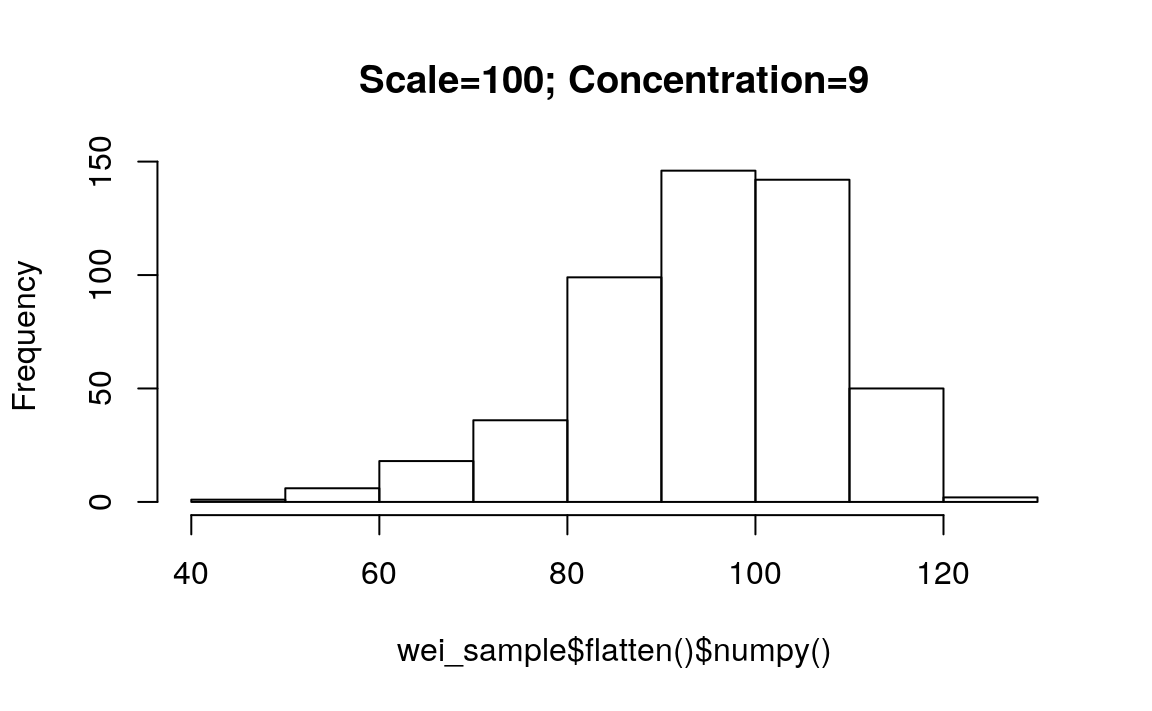 Scale=100; Concentration=9
Frequency
150
100
50
0
40 60 80 100 120
wei_sample$flatten()$numpy()